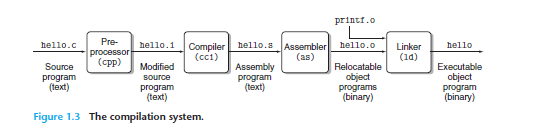 printf.o
hello.c
Pre-
processor
(cpp)
hello.i
Compiler
(cc1)
hello.s
Assembler
(as)
hello.o
Linker
(ld)
hello
Source
program
(text)
Modified
source
program
(text)
Assembly
program
(text)
Relocatable
object
programs
(binary)
Executable
object
program
(binary)
Figure 1.3 The compilation system.